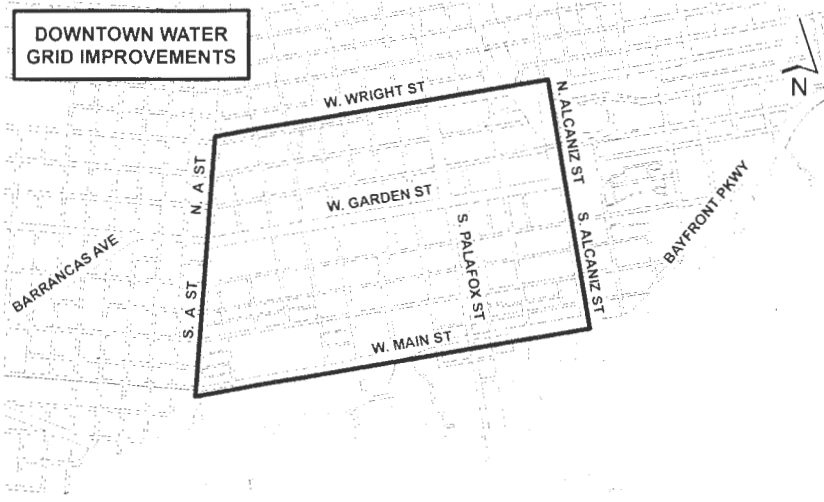 DOWNTOWN WATER
GRID IMPROVEMENTS
N
W. WRIGHT ST
N. ALCANIZ ST
N. A ST
W. GARDEN ST
S. PALAFOX ST
S. ALCANIZ ST
BAYFRONT PKWY
BARRANCAS AVE
S. A ST
W. MAIN ST